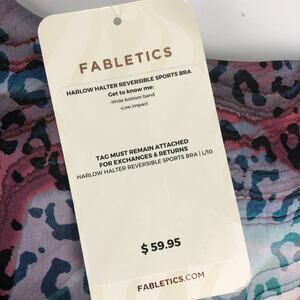 FABLETICS
HARLOW HALTER REVERSIBLE SPORTS BRA
Get to know me:
-Wide bottom band
-Low impact
TAG MUST REMAIN ATTACHED
FOR EXCHANGES & RETURNS
HARLOW HALTER REVERSIBLE SPORTS BRA | L/10
$ 59.95
FABLETICS.COM